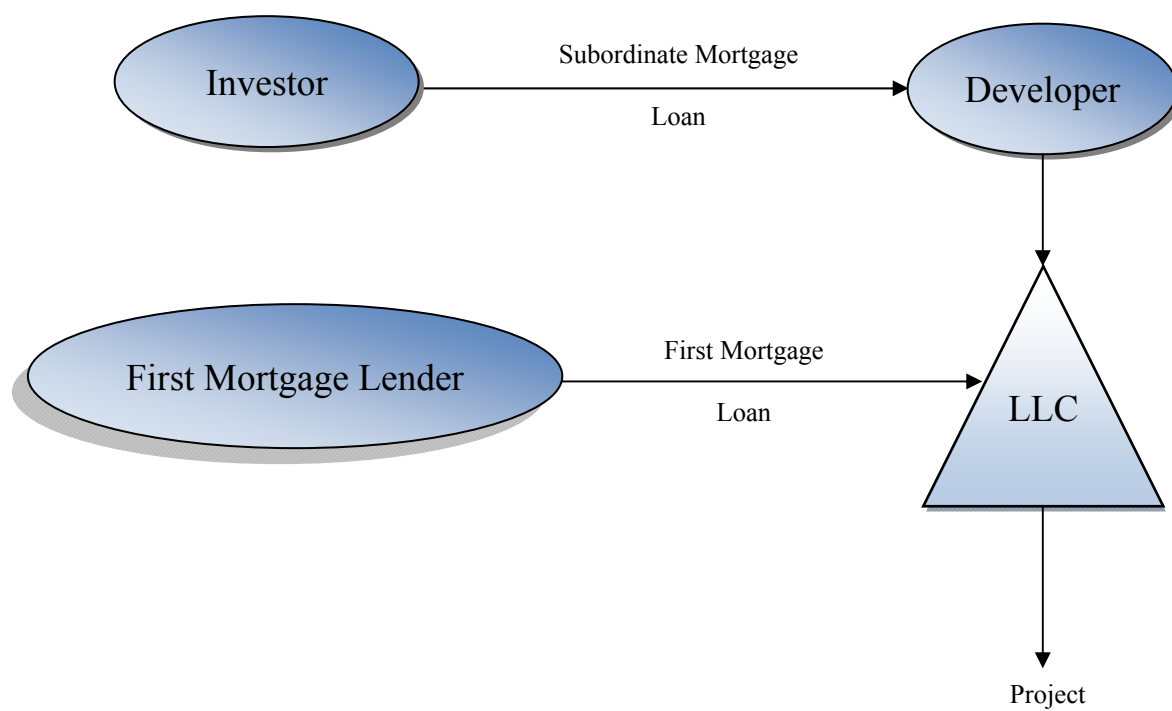 Investor
Subordinate Mortgage
Loan
Developer
First Mortgage Lender
First Mortgage
Loan
LLC
Project